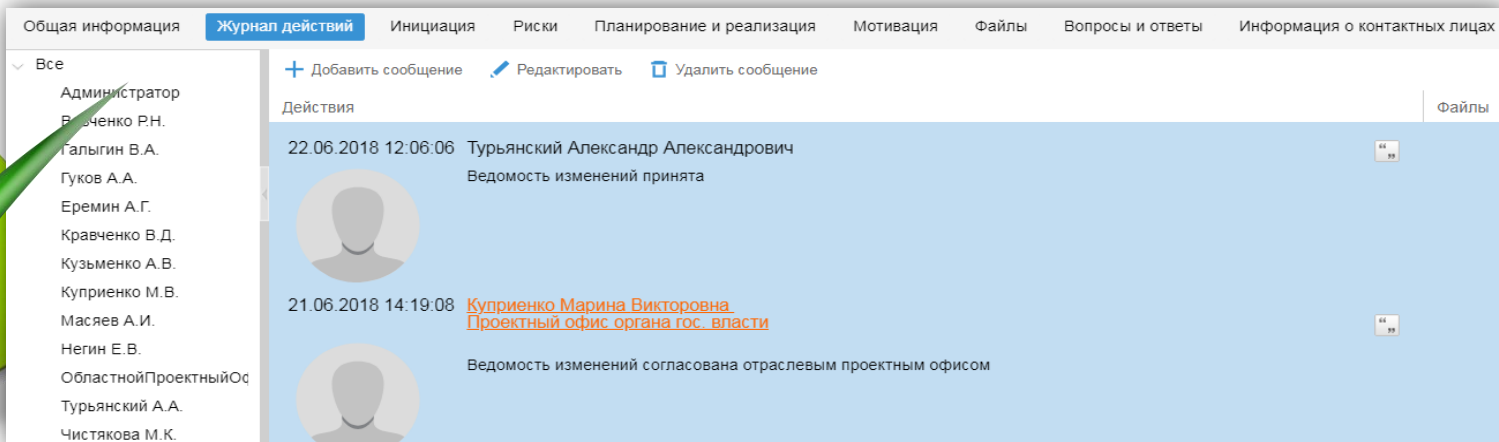 Общая информация Журнал действий Инициация Риски Планирование и реализация Мотивация Файлы Вопросы и ответы Информация о контактных лицах
Все
Администратор
Галыгин В.А.
Гуков А.А.
Еремин А.Г.
Кравченко В.Д.
Кузьменко А.В.
Куприенко М.В.
Масяев А.И.
Негин Е.В.
ОбластнойПроектныйОф
Турьянский А.А.
Чистякова М.К.
Добавить сообщение Редактировать Удалить сообщение
Действия Файлы
22.06.2018 12:06:06 Турьянский Александр Александрович
Ведомость изменений принята
21.06.2018 14:19:08 Куприенко Марина Викторовна
Проектный офис органа гос. власти
Ведомость изменений согласована отраслевым проектным офисом